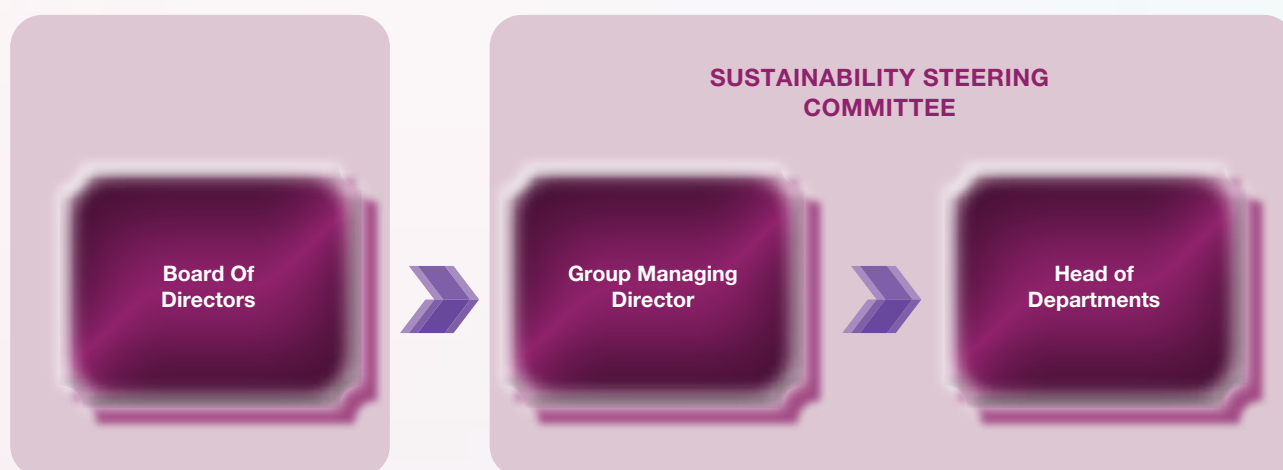 SUSTAINABILITY STEERING
COMMITTEE
Board Of
Directors
Group Managing
Director
Head of
Departments